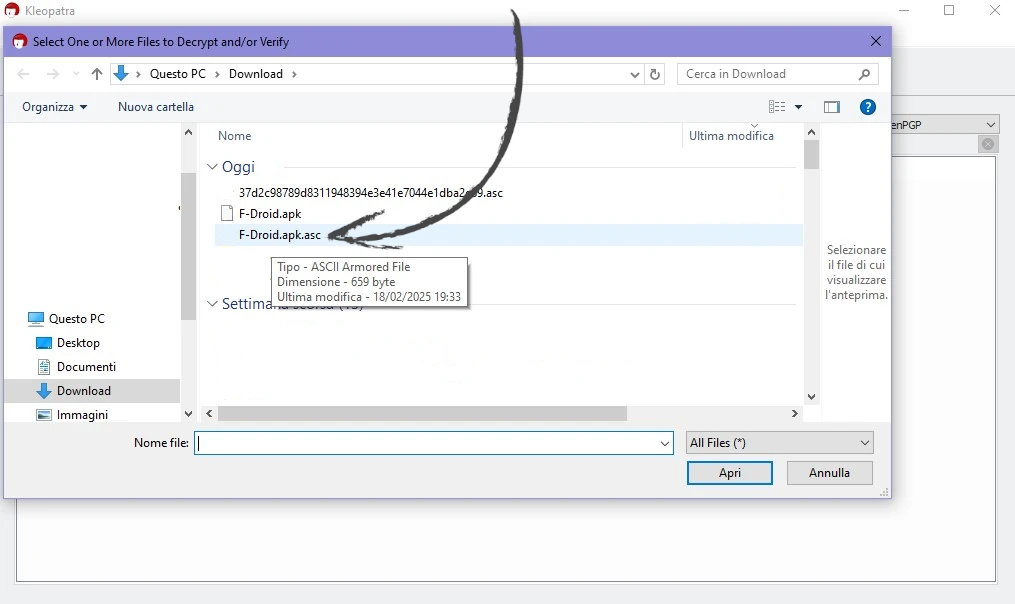 Kleopatra
Select One or More Files to Decrypt and/or Verify
Questo PC > Download >
Cerca in Download
Organizza
Nuova cartella
?
enPGP
Nome
Ultima modifica
Oggi
37d2c98789d8311948394e3e41e7044e1dba2 9.asc
F-Droid.apk
F-Droid.apk.asc
Selezionare
il file di cui
visualizzare
l'anteprima.
Tipo - ASCII Armored File
Dimensione - 659 byte
Ultima modifica - 18/02/2025 19:33
Settimana scorsa
Questo PC
Desktop
Documenti
Download
Immagini
Nome file:
All Files (*)
Apri
Annulla